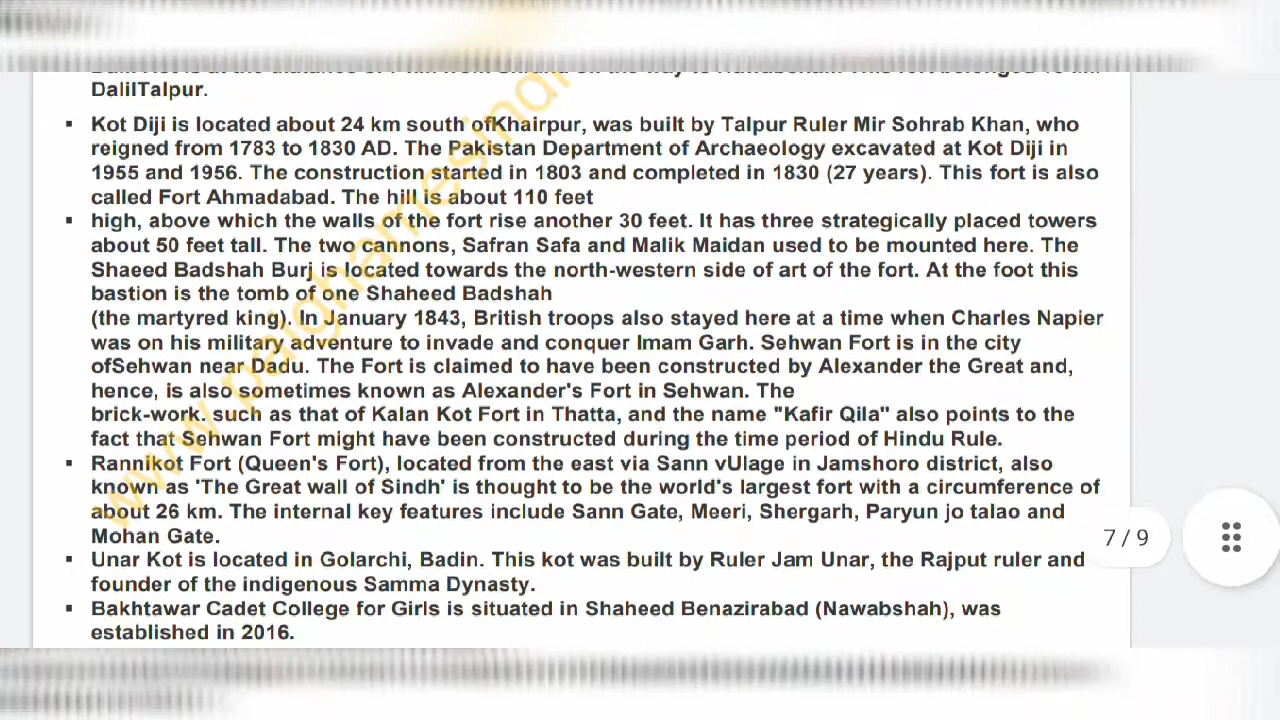 DalilTalpur.
▪ Kot Diji is located about 24 km south ofKhairpur, was built by Talpur Ruler Mir Sohrab Khan, who
reigned from 1783 to 1830 AD. The Pakistan Department of Archaeology excavated at Kot Diji in
1955 and 1956. The construction started in 1803 and completed in 1830 (27 years). This fort is also
called Fort Ahmadabad. The hill is about 110 feet
▪ high, above which the walls of the fort rise another 30 feet. It has three strategically placed towers
about 50 feet tall. The two cannons, Safran Safa and Malik Maidan used to be mounted here. The
Shaeed Badshah Burj is located towards the north-western side of art of the fort. At the foot this
bastion is the tomb of one Shaheed Badshah
(the martyred king). In January 1843, British troops also stayed here at a time when Charles Napier
was on his military adventure to invade and conquer Imam Garh. Sehwan Fort is in the city
ofSehwan near Dadu. The Fort is claimed to have been constructed by Alexander the Great and,
hence, is also sometimes known as Alexander's Fort in Sehwan. The
brick-work. such as that of Kalan Kot Fort in Thatta, and the name "Kafir Qila" also points to the
fact that Sehwan Fort might have been constructed during the time period of Hindu Rule.
▪ Rannikot Fort (Queen's Fort), located from the east via Sann vUlage in Jamshoro district, also
known as 'The Great wall of Sindh' is thought to be the world's largest fort with a circumference of
about 26 km. The internal key features include Sann Gate, Meeri, Shergarh, Paryun jo talao and
Mohan Gate.
7 / 9
▪ Unar Kot is located in Golarchi, Badin. This kot was built by Ruler Jam Unar, the Rajput ruler and
founder of the indigenous Samma Dynasty.
▪ Bakhtawar Cadet College for Girls is situated in Shaheed Benazirabad (Nawabshah), was
established in 2016.
www.paighamesindh